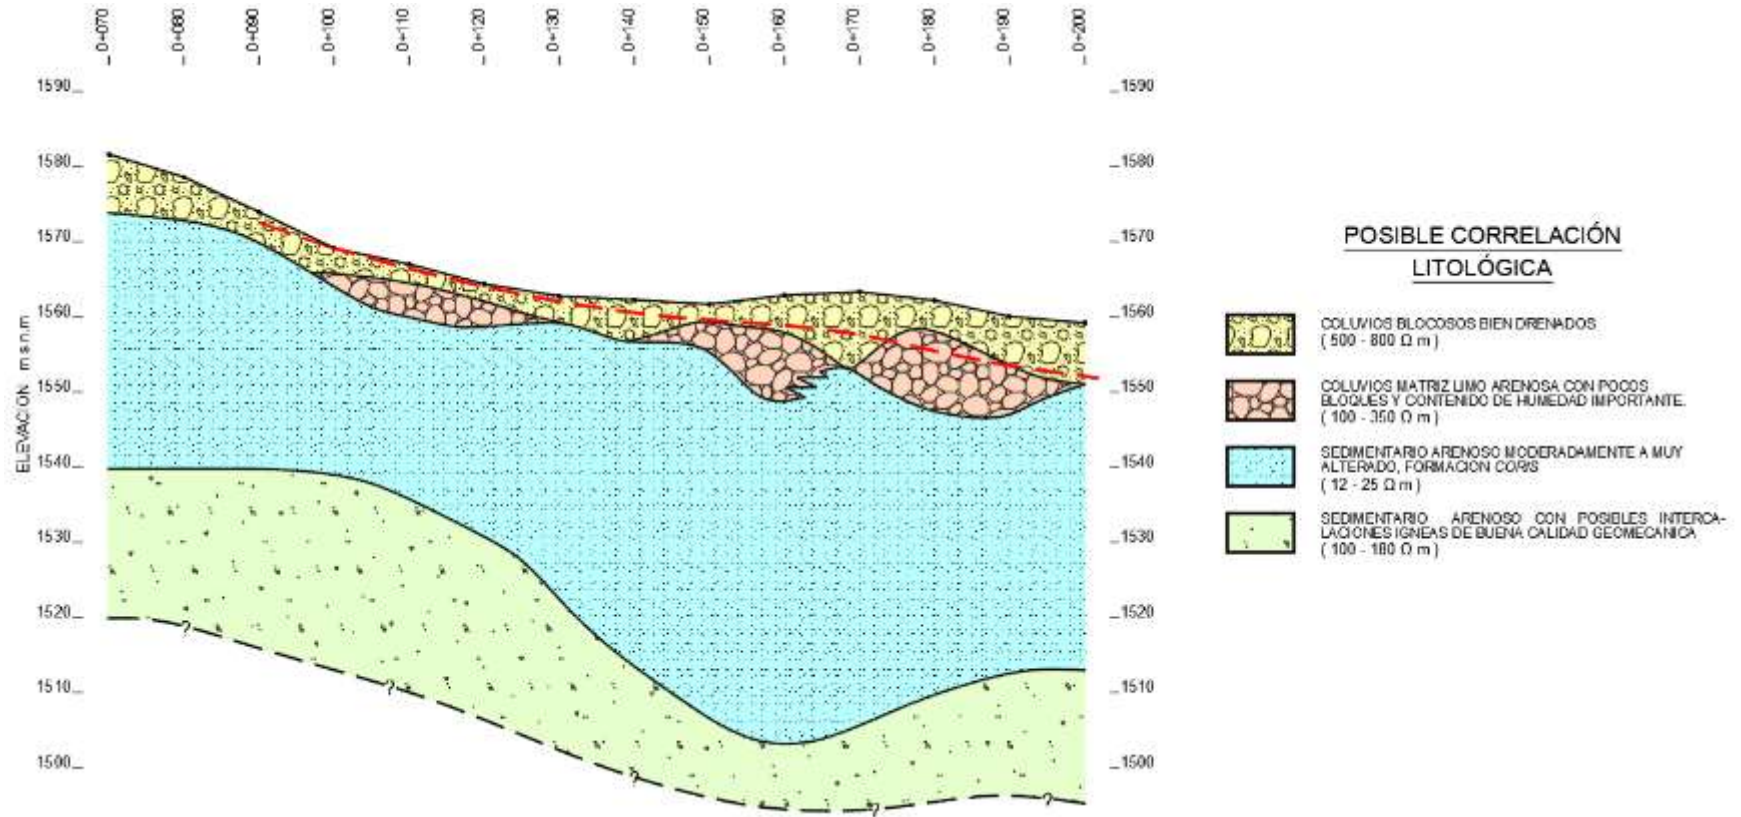 0+070
0+080
0+090
0+100
0+110
0+120
0+130
0+140
0+150
0+160
0+170
0+180
0+190
0+200
1590
1580
1570
1560
1550
1540
1530
1520
1510
1500
ELEVACION m s n.m
1590
1580
1570
1560
1550
1540
1530
1520
1510
1500
?
?
?
?
?
POSIBLE CORRELACIÓN
LITOLÓGICA
COLUVIOS BLOCOSOS BIEN DRENADOS
( 500 - 800 Ω m )
COLUVIOS MATRIZ LIMO ARENOSA CON POCOS
BLOQUES Y CONTENIDO DE HUMEDAD IMPORTANTE.
( 100 - 350 Ω m )
SEDIMENTARIO ARENOSO MODERADAMENTE A MUY
ALTERADO, FORMACION CORIS
( 12 - 25 Ω m )
SEDIMENTARIO ARENOSO CON POSIBLES INTERCA-
LACIONES IGNEAS DE BUENA CALIDAD GEOMECANICA
( 100 - 180 Ω m )